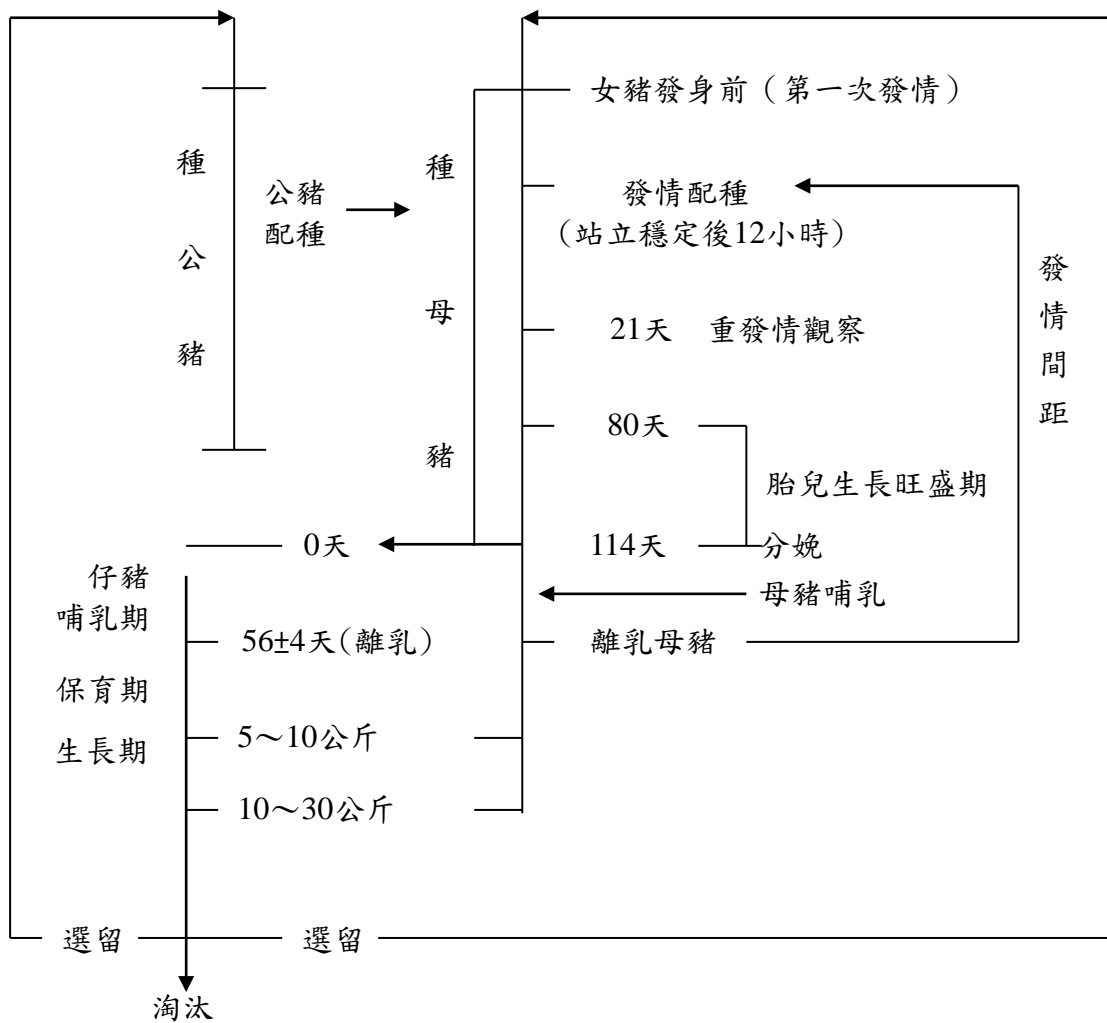 種公豬
公豬
配種
種母豬
女豬發身前（第一次發情）
發情配種
（站立穩定後12小時）
21天 重發情觀察
80天
胎兒生長旺盛期
114天
分娩
發情間距
0天
母豬哺乳
離乳母豬
仔豬
哺乳期
56±4天(離乳)
保育期
5～10公斤
生長期
10～30公斤
選留
選留
淘汰